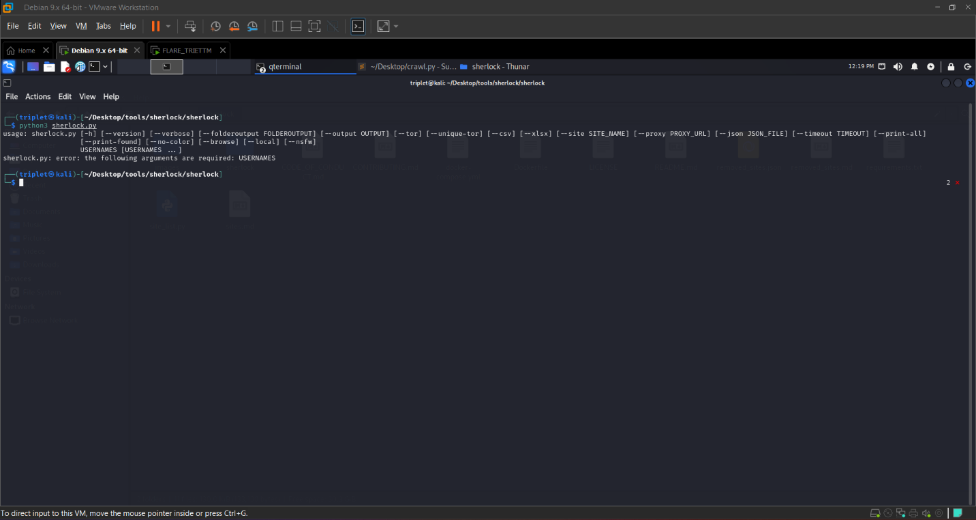 Debian 9.x 64-bit - VMware Workstation
File Edit View VM Tabs Help
Home Debian 9.x 64-bit FLARE_TRIETTM
qterminal ~/Desktop/crawl.py - Su... sherlock - Thunar 12:19 PM
triplet@kali: ~/Desktop/tools/sherlock/sherlock
File Actions Edit View Help
(triplet㉿kali)-[~/Desktop/tools/sherlock/sherlock]
$ python3 sherlock.py
usage: sherlock.py [-h] [--version] [--verbose] [--folderoutput FOLDEROUTPUT] [--output OUTPUT] [--tor] [--unique-tor] [--csv] [--xlsx] [--site SITE_NAME] [--proxy PROXY_URL] [--json JSON_FILE] [--timeout TIMEOUT] [--print-all]
[--print-found] [--no-color] [--browse] [--local] [--nsfw]
USERNAMES [USERNAMES ...]
sherlock.py: error: the following arguments are required: USERNAMES
(triplet㉿kali)-[~/Desktop/tools/sherlock/sherlock]
$ 2
To direct input to this VM, move the mouse pointer inside or press Ctrl+G.